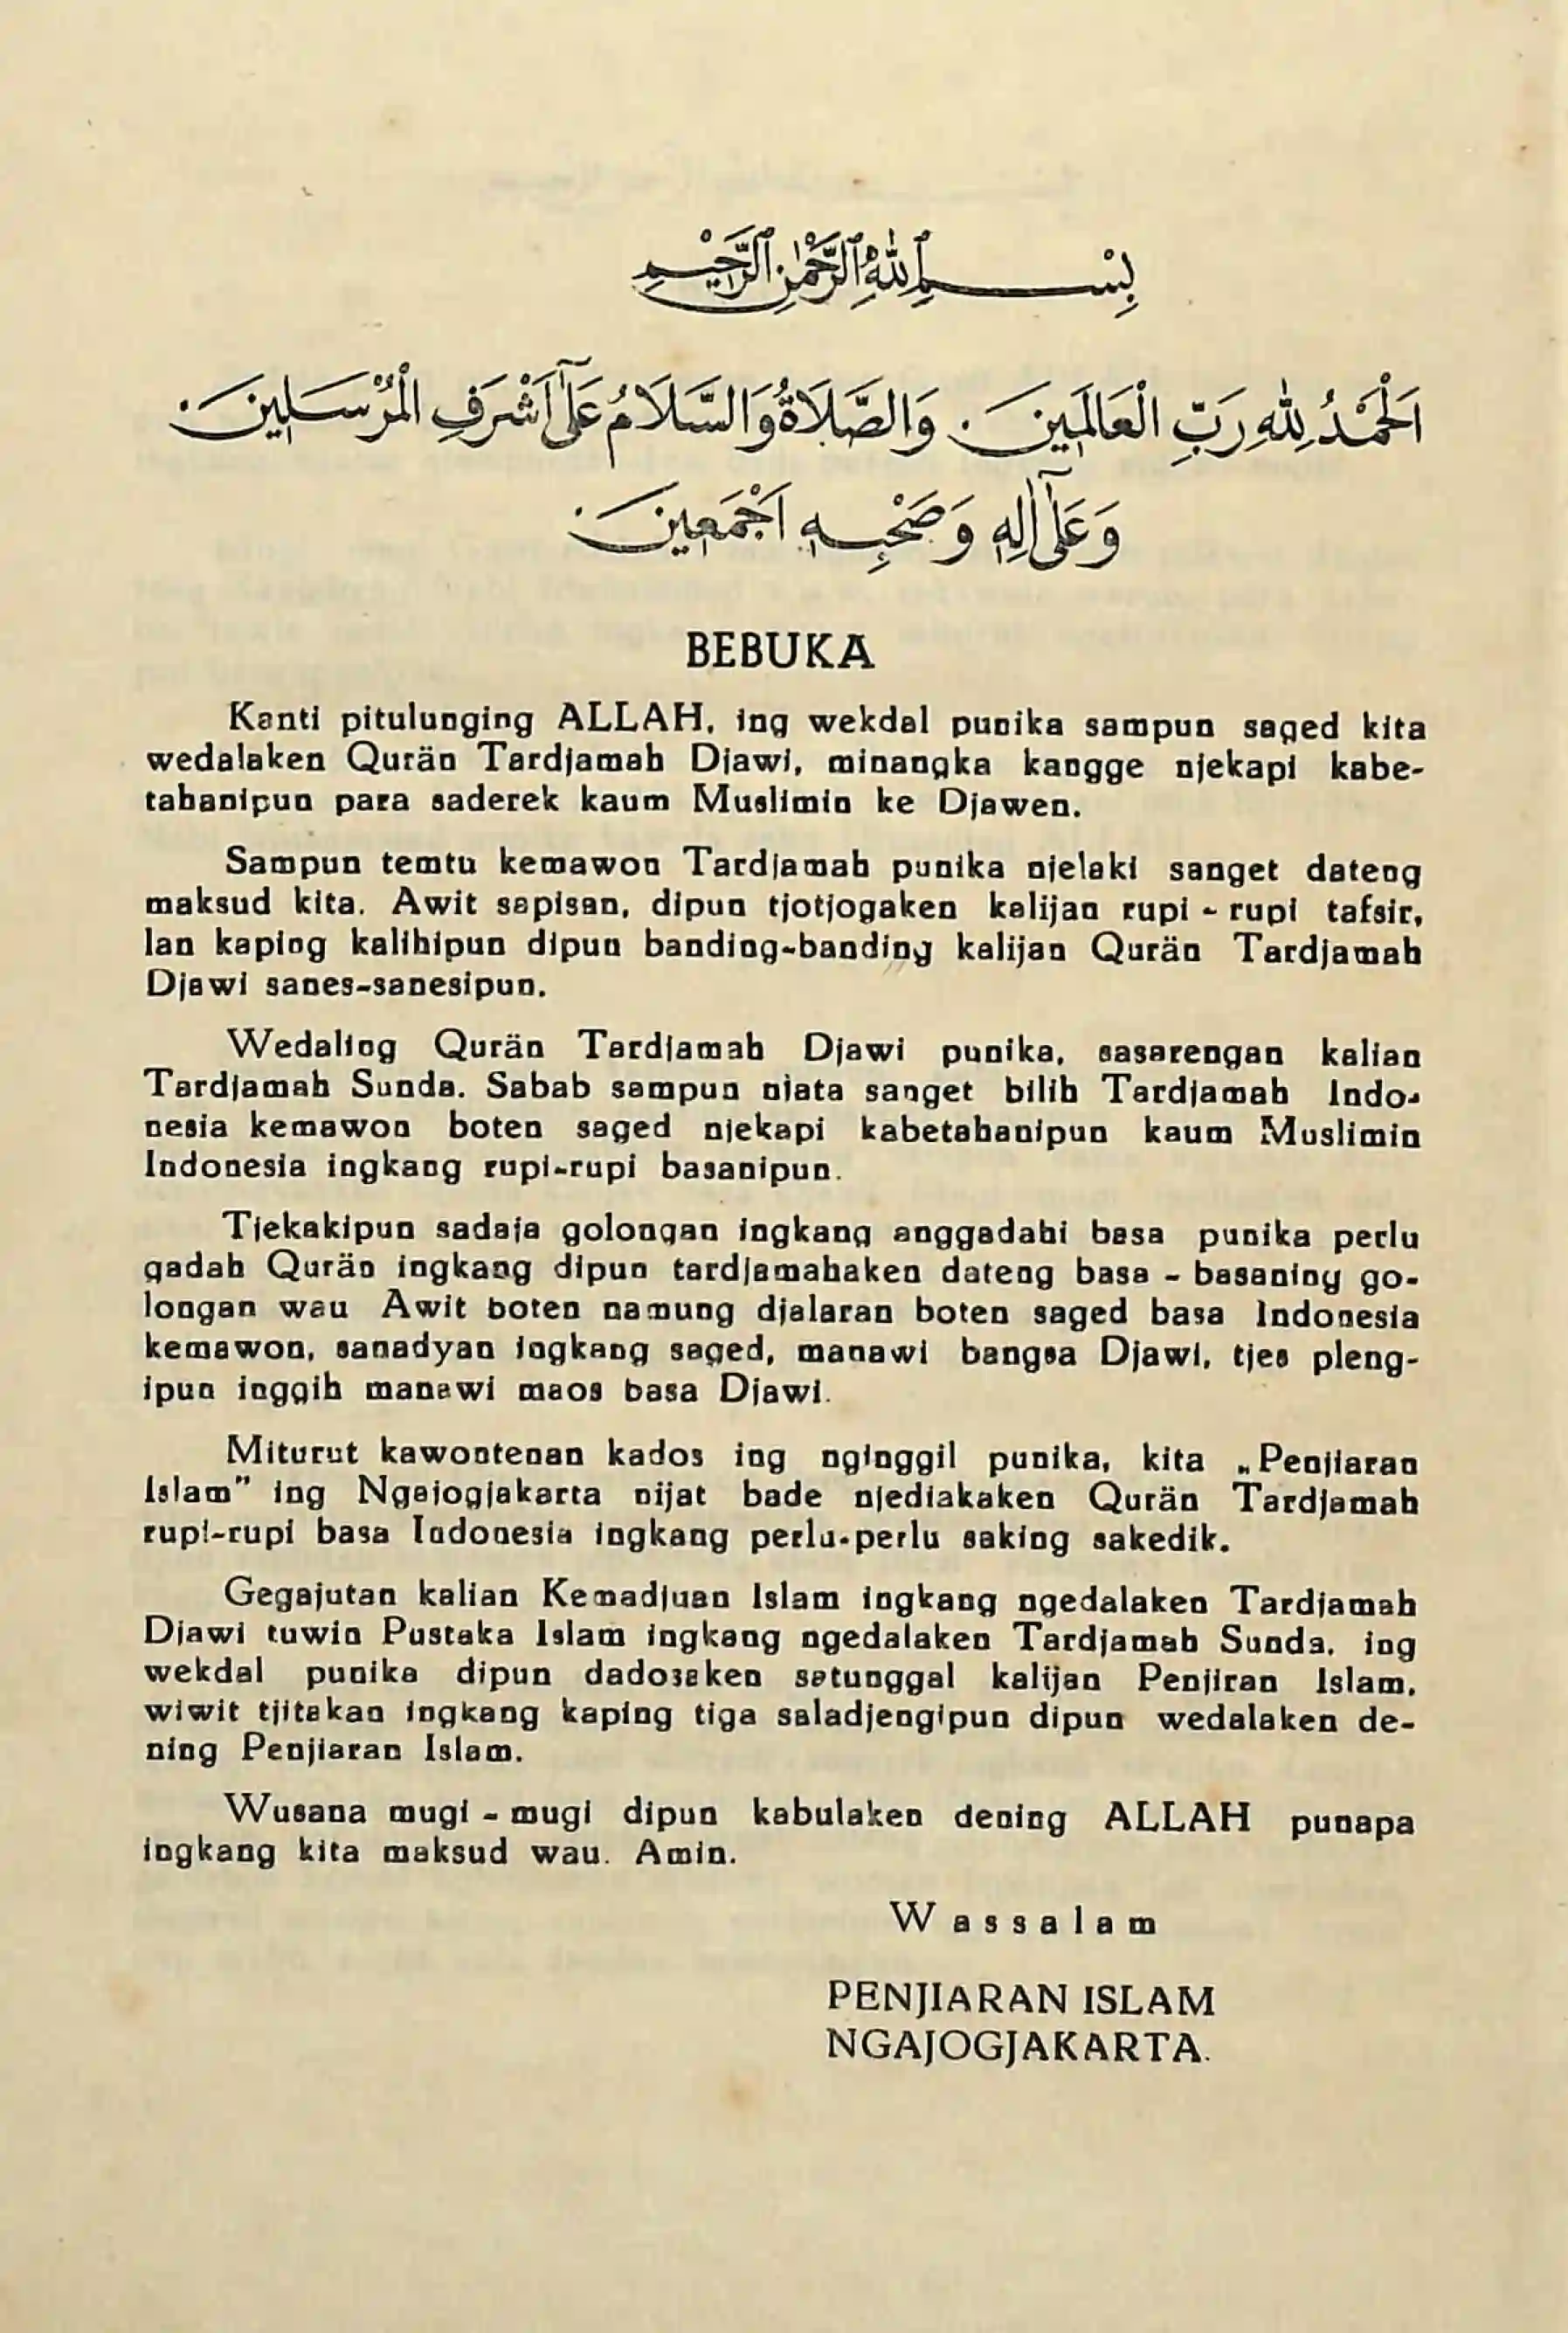 بِسْمِ اللهِ الرَّحْمٰنِ الرَّحِيْمِ
اَلْحَمْدُ لِلهِ رَبِّ الْعَالَمِيْنَ. وَالصَّلَاةُ وَالسَّلَامُ عَلٰٓى اَشْرَفِ الْمُرْسَلِيْنَ.
وَعَلٰٓى اٰلِهٖ وَصَحْبِهٖ اَجْمَعِيْنَ.
BEBUKA
Kanti pitulunging ALLAH, ing wekdal punika sampun saged kita
wedalaken Qurän Tardjamah Djawi, minangka kangge njekapi kabe-
tahanipun para saderek kaum Muslimin ke Djawen.
Sampun temtu kemawon Tardjamah punika njelaki sanget dateng
maksud kita. Awit sapisan, dipun tjotjogaken kalijan rupi - rupi tafsir,
lan kaping kalihipun dipun banding-banding kalijan Qurän Tardjamah
Djawi sanes-sanesipun.
Wedaling Qurän Tardjamah Djawi punika, sasarengan kalian
Tardjamah Sunda. Sabab sampun njata sanget bilih Tardjamah Indo-
nesia kemawon boten saged njekapi kabetahanipun kaum Muslimin
Indonesia ingkang rupi-rupi basanipun.
Tjekakipun sadaja golongan ingkang anggadahi basa punika perlu
gadah Qurän ingkang dipun tardjamahaken dateng basa - basaning go-
longan wau Awit boten namung djalaran boten saged basa Indonesia
kemawon, sanadyan ingkang saged, manawi bangsa Djawi, tjes pleng-
ipun inggih manawi maos basa Djawi.
Miturut kawontenan kados ing nginggil punika, kita „Penjiaran
Islam" ing Ngajogjakarta nijat bade njediakaken Qurän Tardjamah
rupi-rupi basa Indonesia ingkang perlu-perlu saking sakedik.
Gegajutan kalian Kemadjuan Islam ingkang ngedalaken Tardjamah
Djawi tuwin Pustaka Islam ingkang ngedalaken Tardjamah Sunda, ing
wekdal punika dipun dadosaken satunggal kalijan Penjiran Islam,
wiwit tjitakan ingkang kaping tiga saladjengipun dipun wedalaken de-
ning Penjiaran Islam.
Wusana mugi - mugi dipun kabulaken dening ALLAH punapa
ingkang kita maksud wau. Amin.
Wassalam
PENJIARAN ISLAM
NGAJOGJAKARTA.